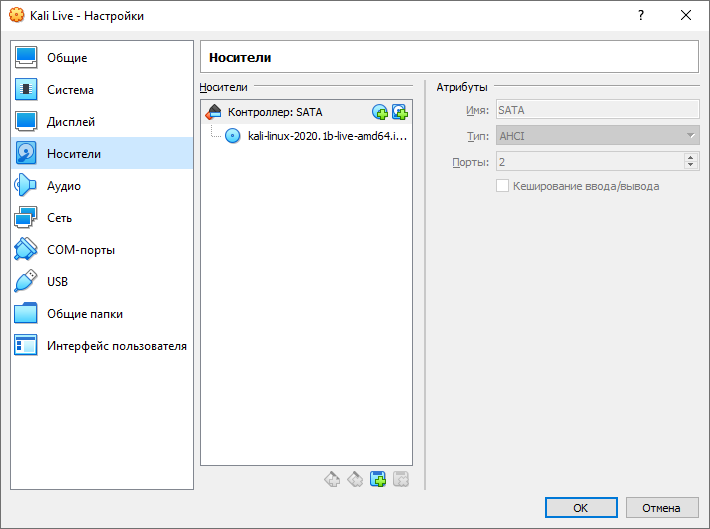 Kali Live - Настройки
?
Общие
Система
Дисплей
Носители
Аудио
Сеть
COM-порты
USB
Общие папки
Интерфейс пользователя
Носители
Носители
Контроллер: SATA
kali-linux-2020.1b-live-amd64.i...
Атрибуты
Имя: SATA
Тип: AHCI
Порты: 2
Кеширование ввода/вывода
OK
Отмена